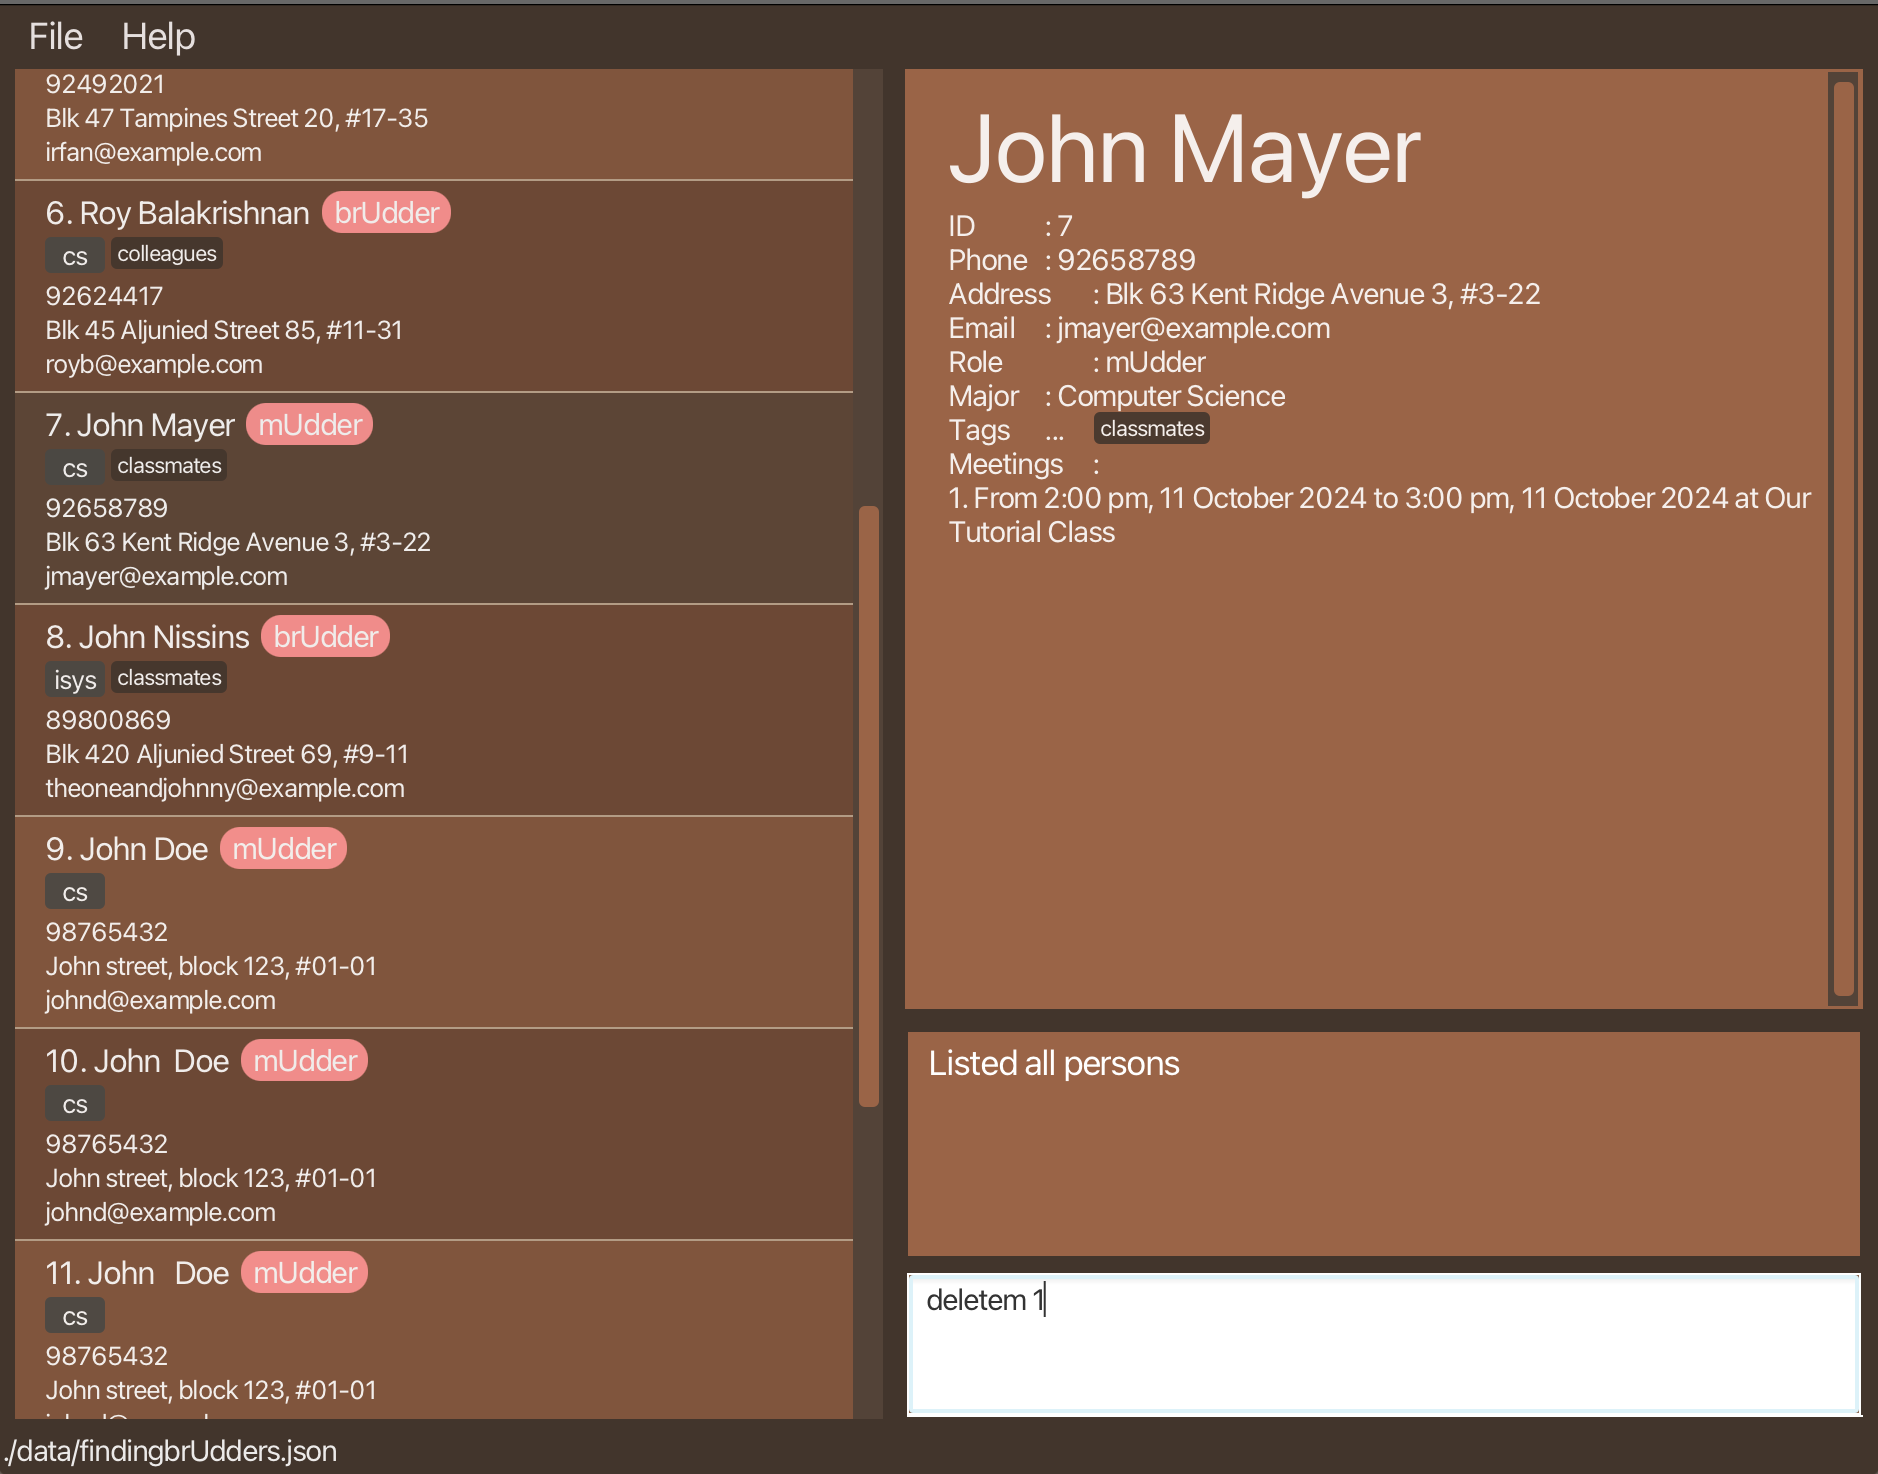 File Help
92492021
Blk 47 Tampines Street 20, #17-35
irfan@example.com
6. Roy Balakrishnan brUdder
cs colleagues
92624417
Blk 45 Aljunied Street 85, #11-31
royb@example.com
7. John Mayer mUdder
cs classmates
92658789
Blk 63 Kent Ridge Avenue 3, #3-22
jmayer@example.com
8. John Nissins brUdder
isys classmates
89800869
Blk 420 Aljunied Street 69, #9-11
theoneandjohnny@example.com
9. John Doe mUdder
cs
98765432
John street, block 123, #01-01
johnd@example.com
10. John  Doe mUdder
cs
98765432
John street, block 123, #01-01
johnd@example.com
11. John   Doe mUdder
cs
98765432
John street, block 123, #01-01
John Mayer
ID : 7
Phone : 92658789
Address : Blk 63 Kent Ridge Avenue 3, #3-22
Email : jmayer@example.com
Role : mUdder
Major : Computer Science
Tags ... classmates
Meetings :
1. From 2:00 pm, 11 October 2024 to 3:00 pm, 11 October 2024 at Our
Tutorial Class
Listed all persons
deletem 1
./data/findingbrUdders.json